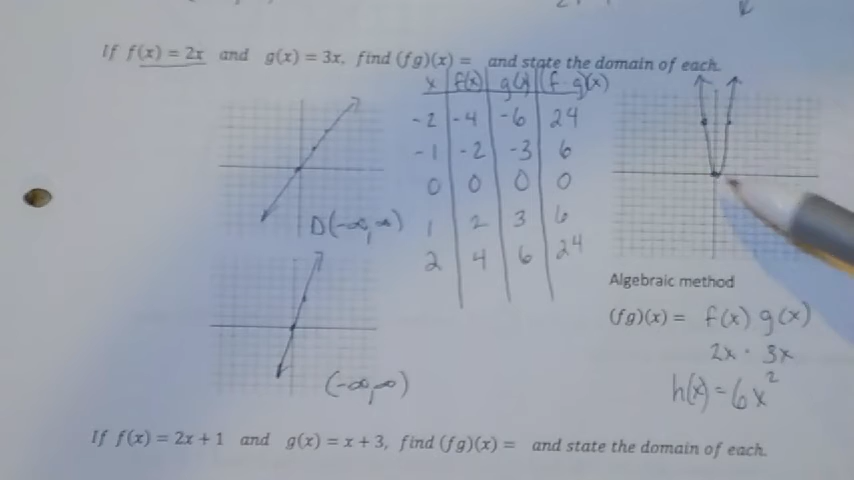 If f(x) = 2x and g(x) = 3x, find (fg)(x) = and state the domain of each.
x f(x) g(x) (f·g)(x)
-2 -4 -6 24
-1 -2 -3 6
0 0 0 0
1 2 3 6
2 4 6 24
D(-∞,∞)
(-∞,∞)
Algebraic method
(fg)(x) = f(x) g(x)
2x · 3x
h(x) = 6x²
If f(x) = 2x + 1 and g(x) = x + 3, find (fg)(x) = and state the domain of each.